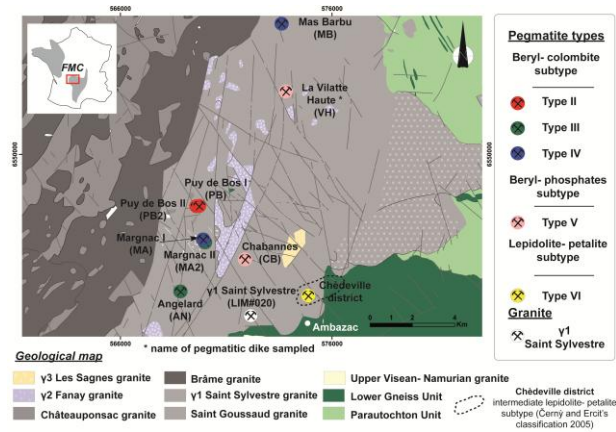 566000
576000
FMC
Mas Barbu
(MB)
La Vilatte
Haute *
(VH)
6550000
6550000
Puy de Bos I
(PB)
Puy de Bos II
(PB2)
Margnac I
(MA)
Margnac II
(MA2)
Chabannes
(CB)
Angelard
(AN)
γ1 Saint Sylvestre
(LIM#020)
Chèdeville
district
Ambazac
0 2 4
Km
566000
576000
* name of pegmatitic dike sampled
Pegmatite types
Beryl- colombite
subtype
Type II
Type III
Type IV
Beryl-phosphates
subtype
Type V
Lepidolite- petalite
subtype
Type VI
Granite
γ1
Saint Sylvestre
Geological map
γ3 Les Sagnes granite
γ2 Fanay granite
Châteauponsac granite
Brâme granite
γ1 Saint Sylvestre granite
Saint Goussaud granite
Upper Visean- Namurian granite
Lower Gneiss Unit
Parautochton Unit
Chèdeville district
intermediate lepidolite- petalite
subtype (Černý and Ercit's
classification 2005)